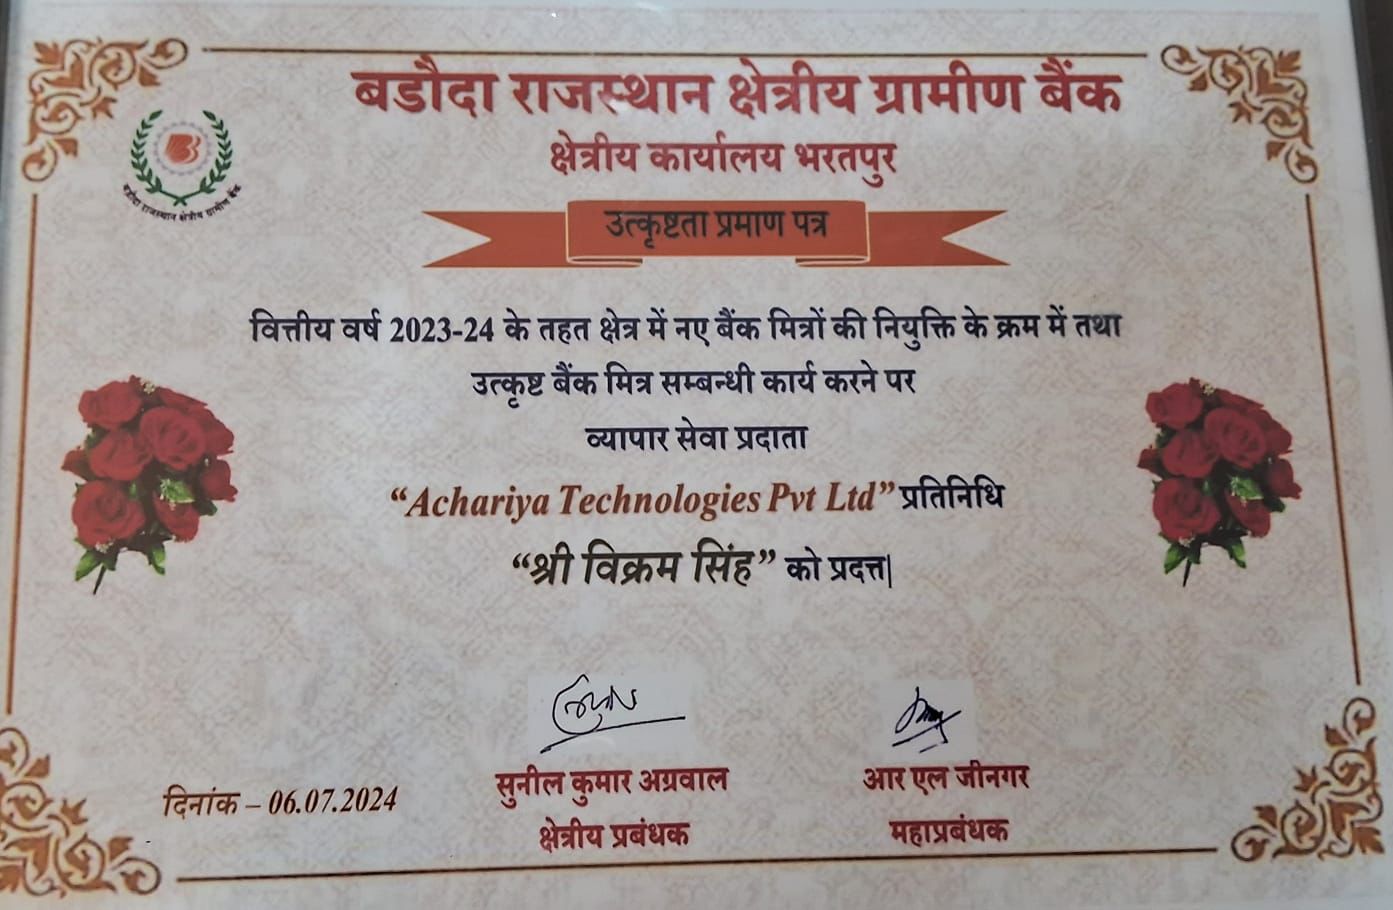 बडौदा राजस्थान क्षेत्रीय ग्रामीण बैंक
बडौदा राजस्थान क्षेत्रीय ग्रामीण बैंक
क्षेत्रीय कार्यालय भरतपुर
उत्कृष्टता प्रमाण पत्र
वित्तीय वर्ष 2023-24 के तहत क्षेत्र में नए बैंक मित्रों की नियुक्ति के क्रम में तथा
उत्कृष्ट बैंक मित्र सम्बन्धी कार्य करने पर
व्यापार सेवा प्रदाता
“Achariya Technologies Pvt Ltd” प्रतिनिधि
“श्री विक्रम सिंह” को प्रदत्त|
सुनील कुमार अग्रवाल
आर एल जीनगर
दिनांक – 06.07.2024
क्षेत्रीय प्रबंधक
महाप्रबंधक